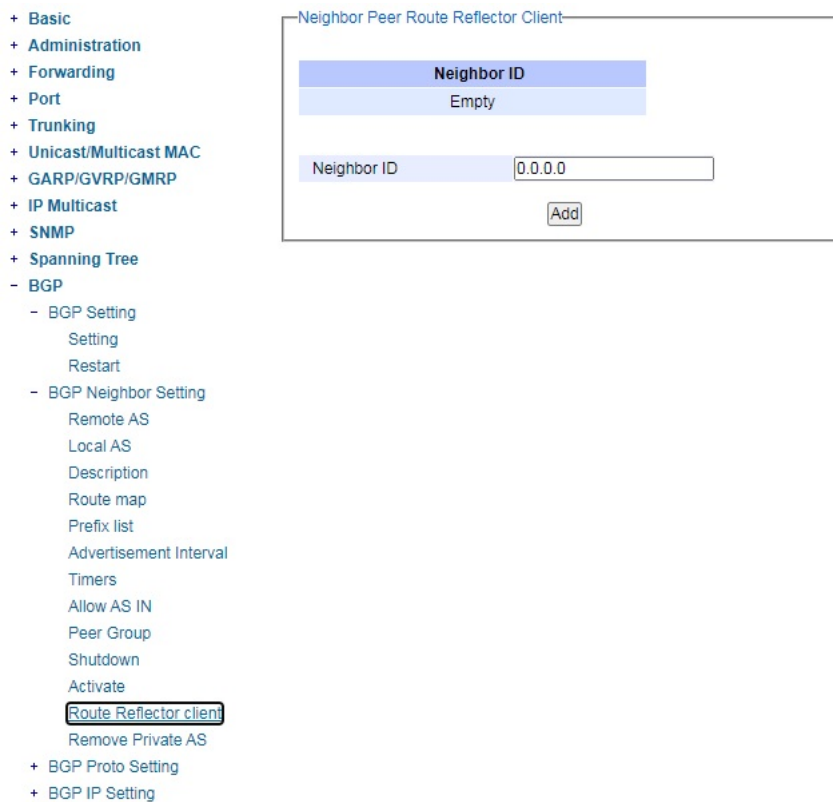 + Basic
+ Administration
+ Forwarding
+ Port
+ Trunking
+ Unicast/Multicast MAC
+ GARP/GVRP/GMRP
+ IP Multicast
+ SNMP
+ Spanning Tree
- BGP
- BGP Setting
Setting
Restart
- BGP Neighbor Setting
Remote AS
Local AS
Description
Route map
Prefix list
Advertisement Interval
Timers
Allow AS IN
Peer Group
Shutdown
Activate
Route Reflector client
Remove Private AS
+ BGP Proto Setting
+ BGP IP Setting
Neighbor Peer Route Reflector Client
Neighbor ID
Empty
Neighbor ID 0.0.0.0
Add